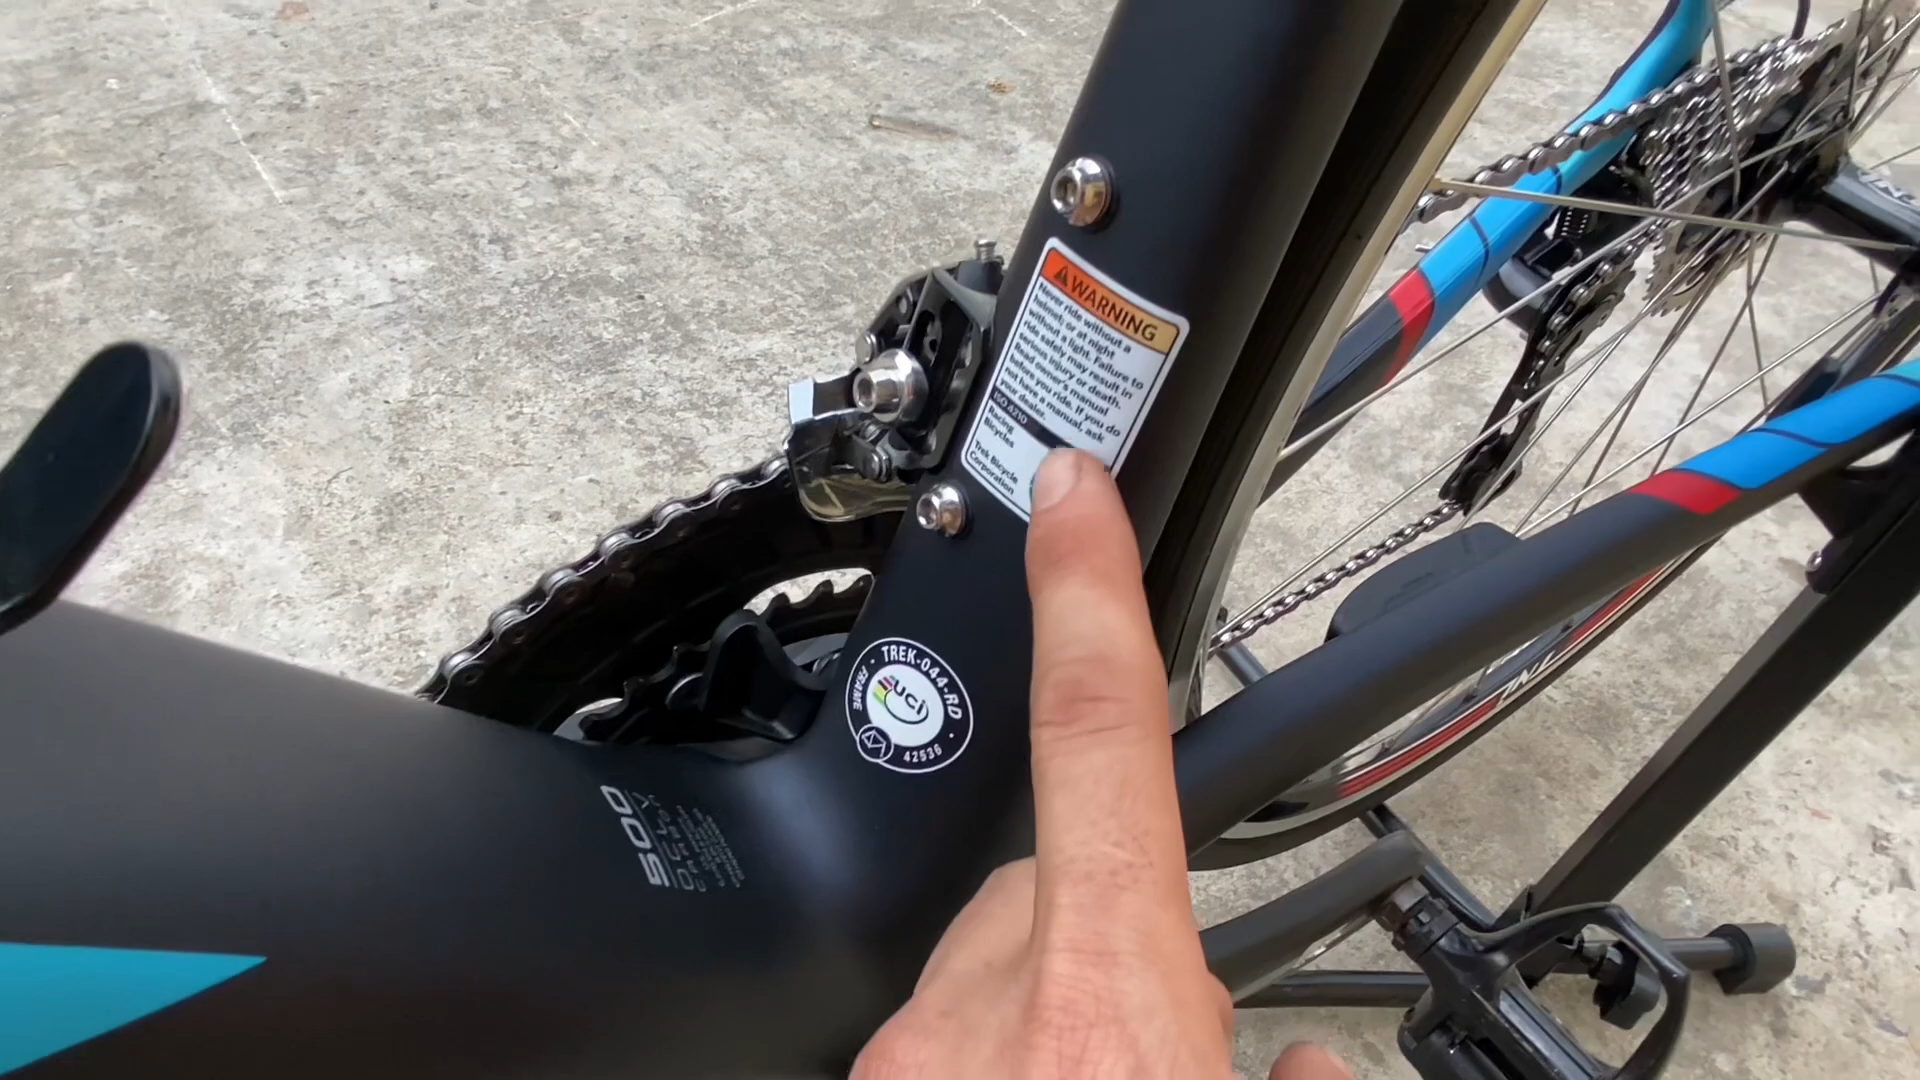 WARNING
Never ride without a
helmet; or at night
without a light. Failure to
ride safely may result in
serious injury or death.
Read owner's manual
before you ride. If you do
not have a manual, ask
your dealer.
ISO 4210
Racing
Bicycles
Trek Bicycle
Corporation
TREK-044-RD
FRAME
uci
42536
500